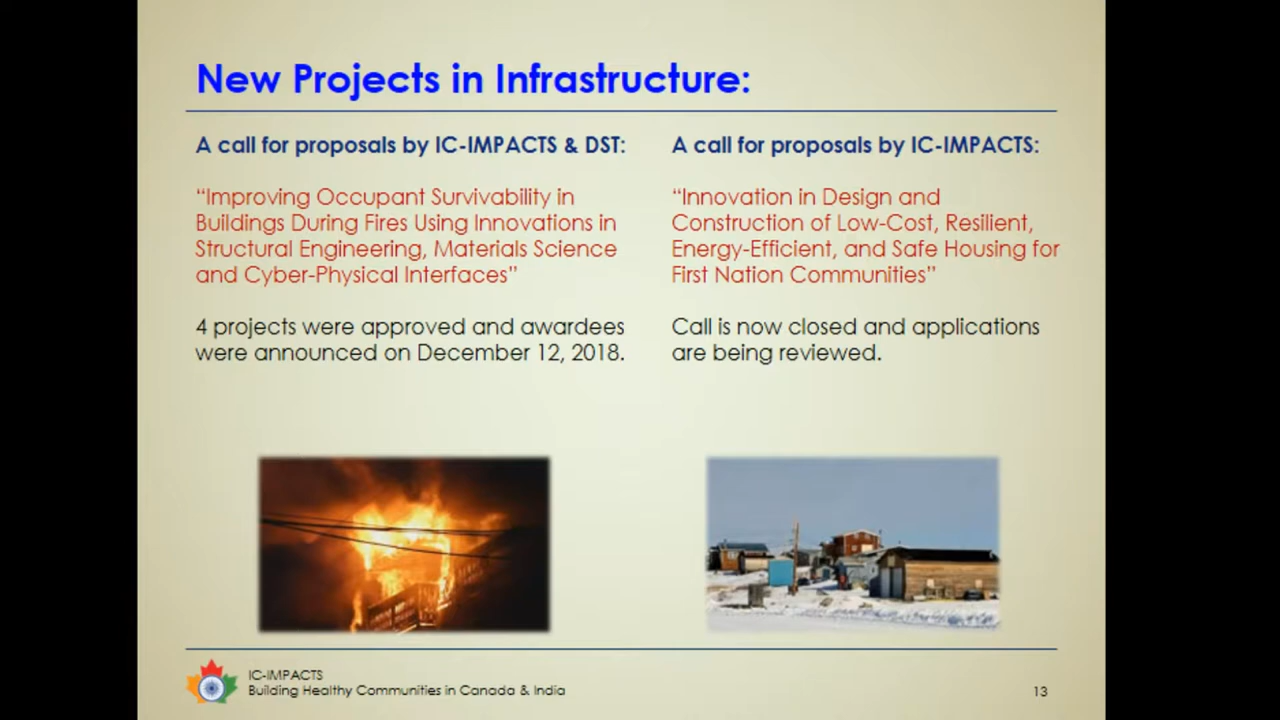 New Projects in Infrastructure:
A call for proposals by IC-IMPACTS & DST:
“Improving Occupant Survivability in
Buildings During Fires Using Innovations in
Structural Engineering, Materials Science
and Cyber-Physical Interfaces”
4 projects were approved and awardees
were announced on December 12, 2018.
A call for proposals by IC-IMPACTS:
“Innovation in Design and
Construction of Low-Cost, Resilient,
Energy-Efficient, and Safe Housing for
First Nation Communities”
Call is now closed and applications
are being reviewed.
IC-IMPACTS
Building Healthy Communities in Canada & India
13